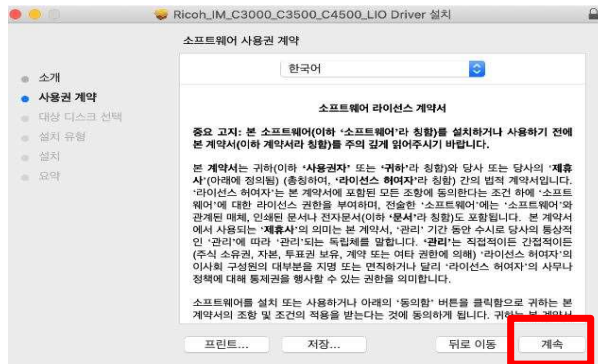 Ricoh_IM_C3000_C3500_C4500_LIO Driver 설치
소프트웨어 사용권 계약
한국어
소개
사용권 계약
대상 디스크 선택
설치 유형
설치
요약
소프트웨어 라이선스 계약서
중요 고지: 본 소프트웨어(이하 ‘소프트웨어’라 칭함)를 설치하거나 사용하기 전에
본 계약서(이하 계약서라 칭함)를 주의 깊게 읽어주시기 바랍니다.
본 계약서는 귀하(이하 ‘사용권자’ 또는 ‘귀하’라 칭함)와 당사 또는 당사의 ‘제휴
사’(아래에 정의됨) (총칭하여, ‘라이선스 허여자’라 칭함) 간의 법적 계약서입니다.
‘라이선스 허여자’는 본 계약서에 포함된 모든 조항에 동의한다는 조건 하에 ‘소프트
웨어’에 대한 라이선스 권한을 부여하며, 전술한 ‘소프트웨어’에는 ‘소프트웨어’와
관계된 매체, 인쇄된 문서나 전자문서(이하 ‘문서’라 칭함)도 포함됩니다. 본 계약서
에서 사용되는 ‘제휴사’의 의미는 본 계약서, ‘관리’ 기간 동안 수시로 당사의 통상적
인 ‘관리’에 따라 ‘관리’되는 독립체를 말합니다. ‘관리’는 직접적이든 간접적이든
(주식 소유권, 자본, 투표권 보유, 계약 또는 여타 권한에 의해) ‘라이선스 허여자’의
이사회 구성원의 대부분을 지명 또는 면직하거나 달리 ‘라이선스 허여자’의 사무나
정책에 대해 통제권을 행사할 수 있는 권한을 의미합니다.
소프트웨어를 설치 또는 사용하거나 아래의 ‘동의함’ 버튼을 클릭함으로 귀하는 본
계약서의 조항 및 조건의 적용을 받는다는 것에 동의하게 됩니다. 귀하는 본 계약서
프린트...
저장...
뒤로 이동
계속